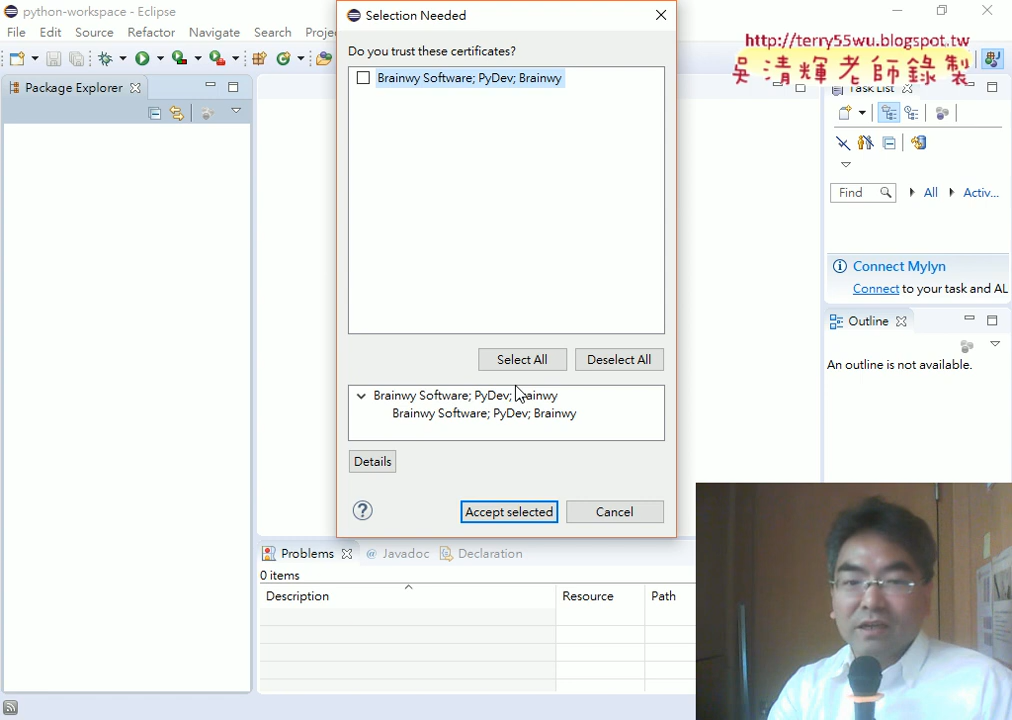 python-workspace - Eclipse
File Edit Source Refactor Navigate Search Proje
Package Explorer
Selection Needed
Do you trust these certificates?
Brainwy Software; PyDev; Brainwy
Select All
Deselect All
Brainwy Software; PyDev; Brainwy
Brainwy Software; PyDev; Brainwy
Details
Accept selected
Cancel
http://terry55wu.blogspot.tw
吳清輝老師錄製
Task List
Find
All
Activ...
Connect Mylyn
Connect to your task and AL
Outline
An outline is not available.
Problems
@ Javadoc
Declaration
0 items
Description
Resource
Path